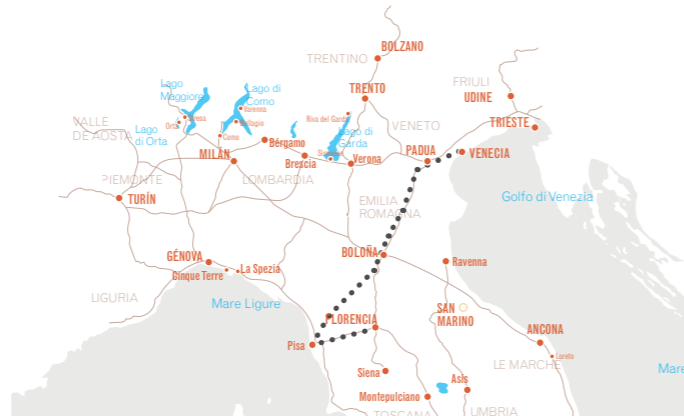 BOLZANO
TRENTINO
TRENTO
FRIULI
UDINE
TRIESTE
Lago
Maggiore
Lago di
Como
Varenna
Bellagio
Stresa
Orta
Como
Lago
di Orta
VALLE
DE AOSTA
Riva del Garda
Lago di
Garda
VENETO
Bérgamo
MILÁN
Brescia
Verona
PADUA
VENECIA
PIEMONTE
LOMBARDIA
TURÍN
EMILIA
ROMAGNA
Golfo di Venezia
GÉNOVA
BOLOÑA
Ravenna
Cinque Terre
La Spezia
LIGURIA
Mare Ligure
SAN
MARINO
FLORENCIA
ANCONA
Pisa
LE MARCHE
Loreto
Siena
Asís
Mare
Montepulciano
TOSCANA
UMBRIA